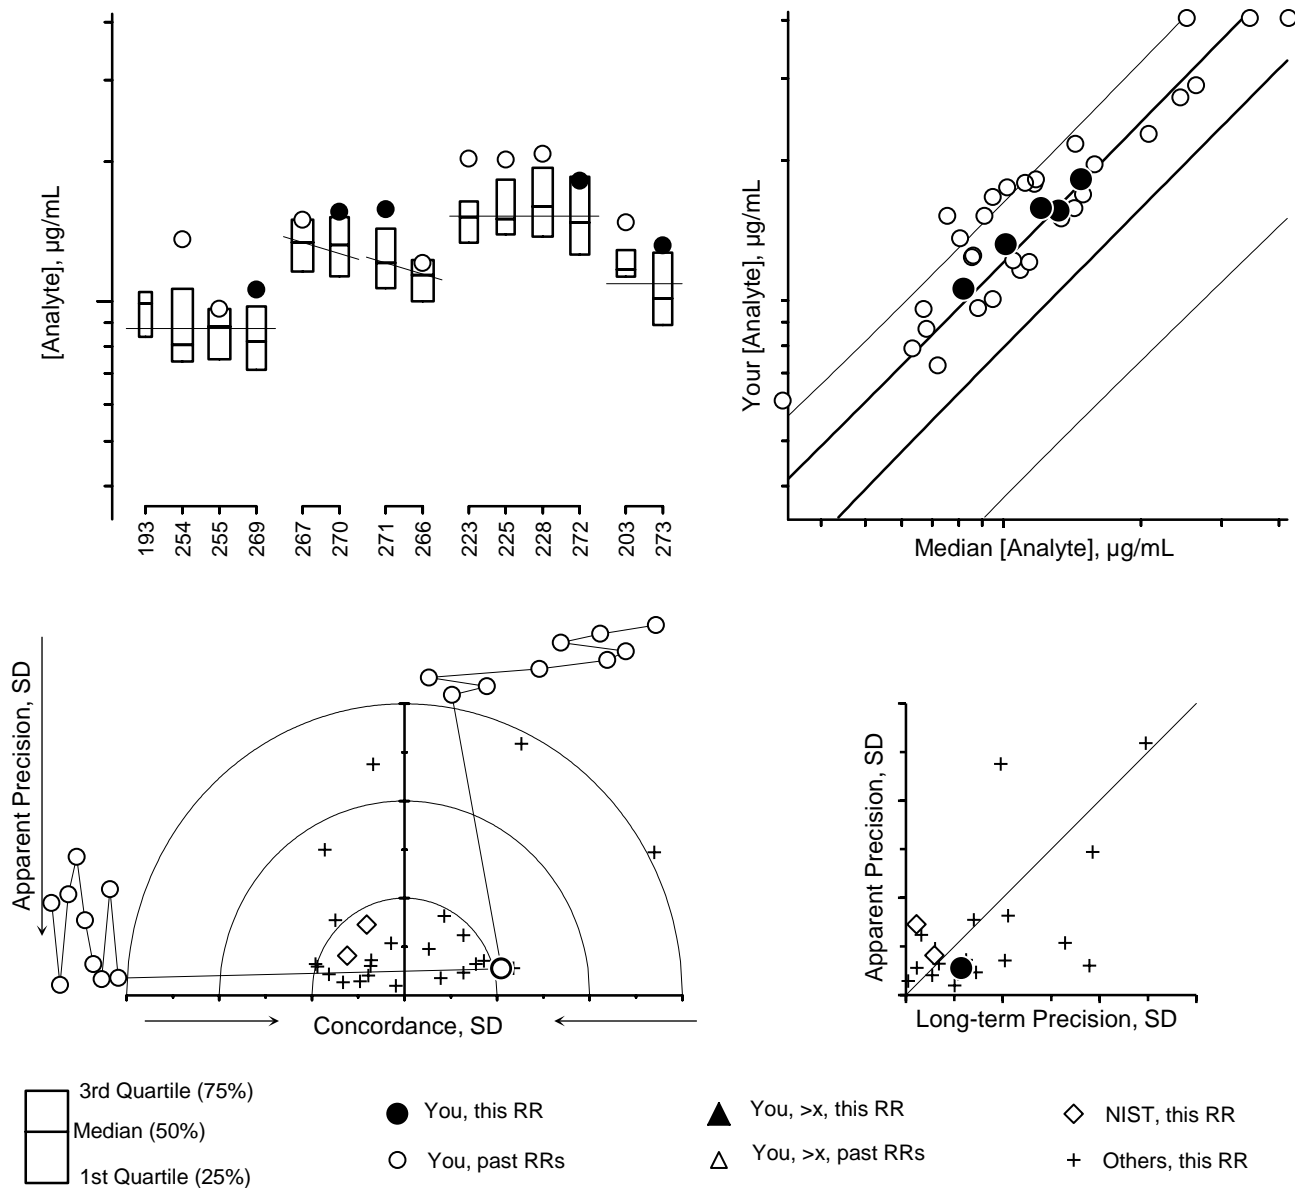 [Analyte], µg/mL
193
254
255
269
267
270
271
266
223
225
228
272
203
273
Your [Analyte], µg/mL
Median [Analyte], µg/mL
Apparent Precision, SD
Concordance, SD
Apparent Precision, SD
Long-term Precision, SD
3rd Quartile (75%)
Median (50%)
1st Quartile (25%)
You, this RR
You, past RRs
You, >x, this RR
You, >x, past RRs
NIST, this RR
Others, this RR